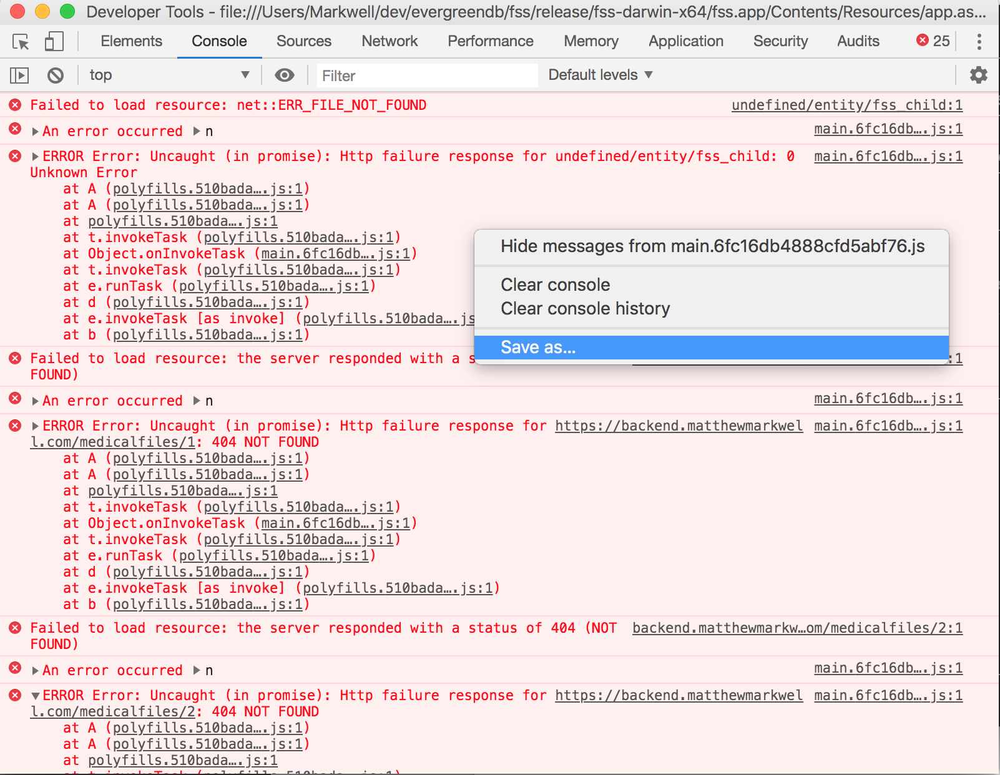 Developer Tools - file:///Users/Markwell/dev/evergreendb/fss/release/fss-darwin-x64/fss.app/Contents/Resources/app.as...
Elements Console Sources Network Performance Memory Application Security Audits 25
top Filter Default levels
Failed to load resource: net::ERR_FILE_NOT_FOUND undefined/entity/fss_child:1
An error occurred n main.6fc16db….js:1
ERROR Error: Uncaught (in promise): Http failure response for undefined/entity/fss_child: 0 main.6fc16db….js:1
Unknown Error
at A (polyfills.510bada….js:1)
at A (polyfills.510bada….js:1)
at polyfills.510bada….js:1
at t.invokeTask (polyfills.510bada….js:1)
at Object.onInvokeTask (main.6fc16db….js:1)
at t.invokeTask (polyfills.510bada….js:1)
at e.runTask (polyfills.510bada….js:1)
at d (polyfills.510bada….js:1)
at e.invokeTask [as invoke] (polyfills.510bada….js
at b (polyfills.510bada….js:1)
Hide messages from main.6fc16db4888cfd5abf76.js
Clear console
Clear console history
Save as...
Failed to load resource: the server responded with a s :1
FOUND)
An error occurred n main.6fc16db….js:1
ERROR Error: Uncaught (in promise): Http failure response for https://backend.matthewmarkwel main.6fc16db….js:1
l.com/medicalfiles/1: 404 NOT FOUND
at A (polyfills.510bada….js:1)
at A (polyfills.510bada….js:1)
at polyfills.510bada….js:1
at t.invokeTask (polyfills.510bada….js:1)
at Object.onInvokeTask (main.6fc16db….js:1)
at t.invokeTask (polyfills.510bada….js:1)
at e.runTask (polyfills.510bada….js:1)
at d (polyfills.510bada….js:1)
at e.invokeTask [as invoke] (polyfills.510bada….js:1)
at b (polyfills.510bada….js:1)
Failed to load resource: the server responded with a status of 404 (NOT backend.matthewmarkw…om/medicalfiles/2:1
FOUND)
An error occurred n main.6fc16db….js:1
ERROR Error: Uncaught (in promise): Http failure response for https://backend.matthewmarkwel main.6fc16db….js:1
l.com/medicalfiles/2: 404 NOT FOUND
at A (polyfills.510bada….js:1)
at A (polyfills.510bada….js:1)
at polyfills.510bada….js:1
at t.invokeTask (polyfills.510bada….js:1)